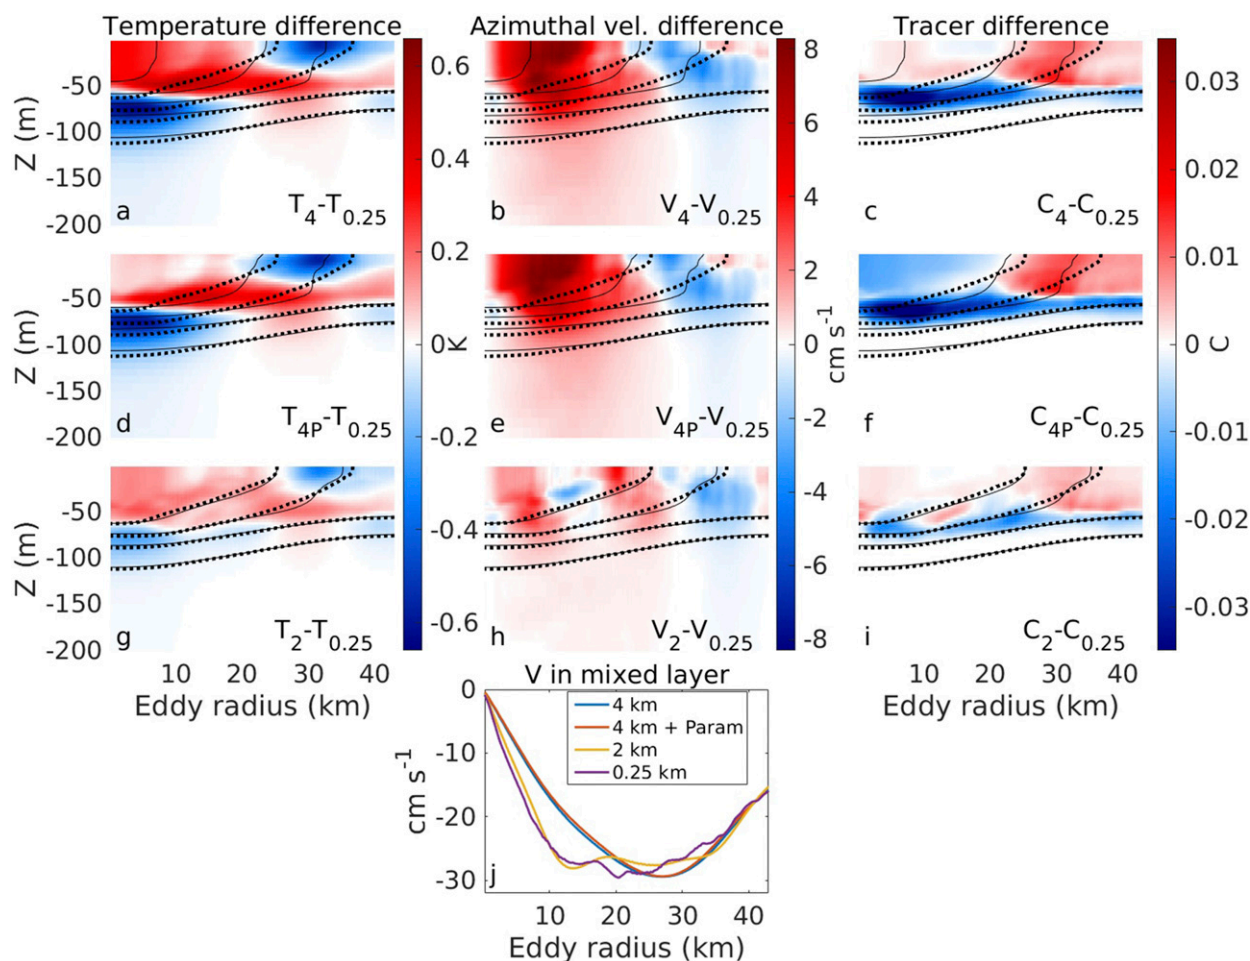 Temperature difference Azimuthal vel. difference Tracer difference
Z (m)
-50
-100
-150
-200
a
T4-T0.25
b
V4-V0.25
c
C4-C0.25
Z (m)
-50
-100
-150
-200
d
T4P-T0.25
e
V4P-V0.25
f
C4P-C0.25
Z (m)
-50
-100
-150
-200
g
T2-T0.25
h
V2-V0.25
i
C2-C0.25
0.6
0.4
0.2
0
-0.2
-0.4
-0.6
K
8
6
4
2
0
-2
-4
-6
-8
cm s-1
0.03
0.02
0.01
0
-0.01
-0.02
-0.03
C
10 20 30 40
Eddy radius (km)
10 20 30 40
Eddy radius (km)
V in mixed layer
4 km
4 km + Param
2 km
0.25 km
0
-10
-20
-30
cm s-1
j
10 20 30 40
Eddy radius (km)